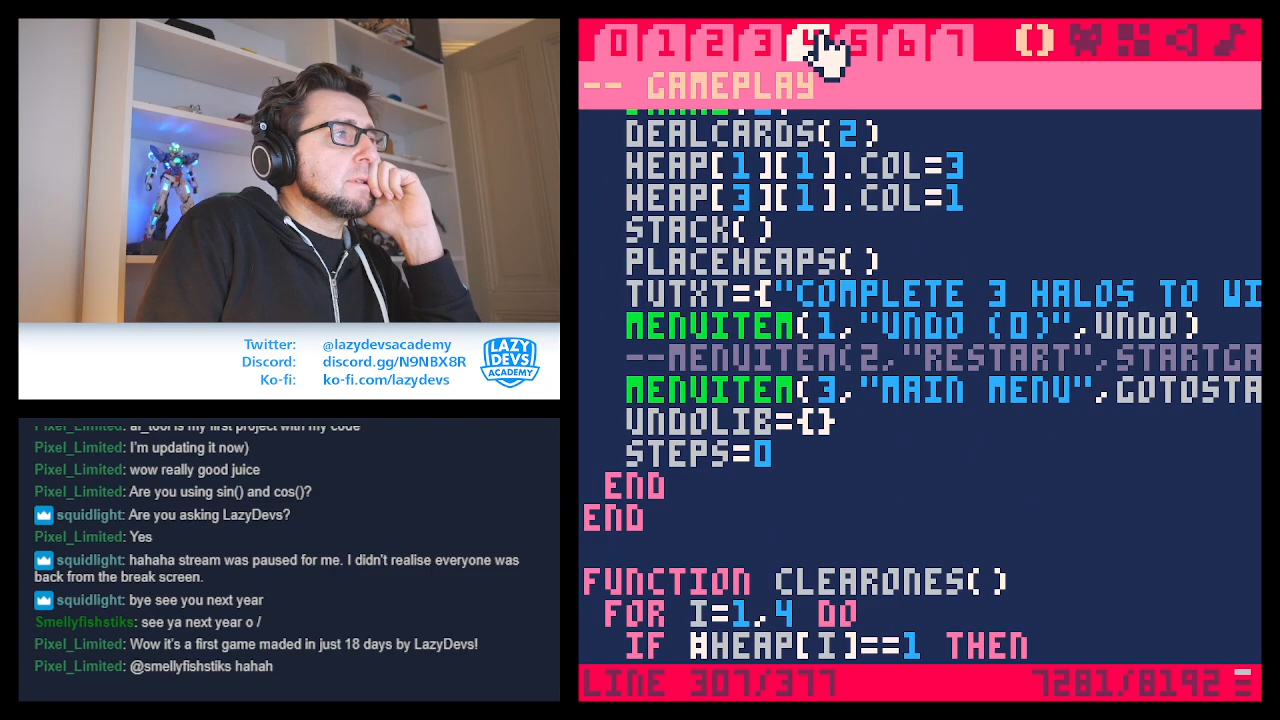 Twitter: @lazydevsacademy
Discord: discord.gg/N9NBX8R
Ko-fi: ko-fi.com/lazydevs
LAZY
DEVS
ACADEMY
Pixel_Limited: I'm updating it now)
Pixel_Limited: wow really good juice
Pixel_Limited: Are you using sin() and cos()?
squidlight: Are you asking LazyDevs?
Pixel_Limited: Yes
squidlight: hahaha stream was paused for me. I didn't realise everyone was
back from the break screen.
squidlight: bye see you next year
Smellyfishstiks: see ya next year o /
Pixel_Limited: Wow it's a first game maded in just 18 days by LazyDevs!
Pixel_Limited: @smellyfishstiks hahah
0 1 2 3 4 5 6 7 ()
-- GAMEPLAY
DEALCARDS(2)
HEAP[1][1].COL=3
HEAP[3][1].COL=1
STACK()
PLACEHEAPS()
TUTXT={"COMPLETE 3 HALOS TO WI
MENUITEM(1,"UNDO (O)",UNDO)
--MENUITEM(2,"RESTART",STARTGA
MENUITEM(3,"MAIN MENU",GOTOSTA
UNDOLIB={}
STEPS=0
END
END
FUNCTION CLEARONES()
FOR I=1,4 DO
IF #HEAP[I]==1 THEN
LINE 307/377 7281/8192